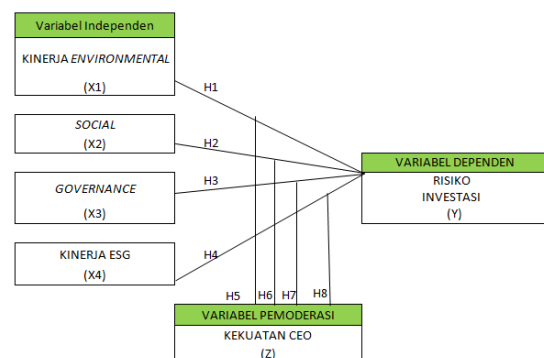 Variabel Independen
KINERJA ENVIRONMENTAL
(X1)
H1
SOCIAL
(X2)
H2
GOVERNANCE
(X3)
H3
KINERJA ESG
(X4)
H4
VARIABEL DEPENDEN
RISIKO
INVESTASI
(Y)
H5 H6 H7 H8
VARIABEL PEMODERASI
KEKUATAN CEO
(Z)